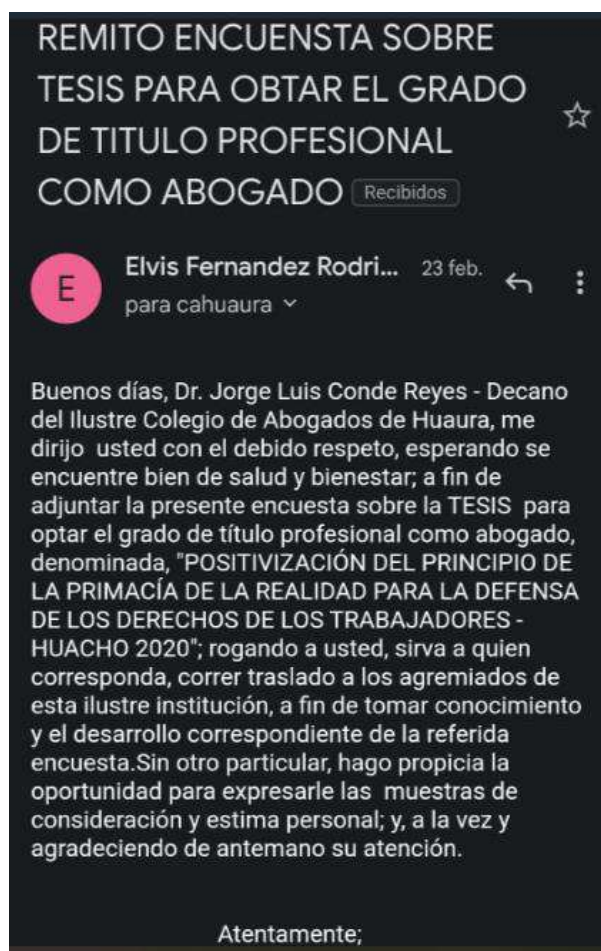 REMITO ENCUENSTA SOBRE
TESIS PARA OBTAR EL GRADO
DE TITULO PROFESIONAL
COMO ABOGADO Recibidos
E
Elvis Fernandez Rodri... 23 feb.
para cahuaura
Buenos días, Dr. Jorge Luis Conde Reyes - Decano
del Ilustre Colegio de Abogados de Huaura, me
dirijo usted con el debido respeto, esperando se
encuentre bien de salud y bienestar; a fin de
adjuntar la presente encuesta sobre la TESIS para
optar el grado de título profesional como abogado,
denominada, "POSITIVIZACIÓN DEL PRINCIPIO DE
LA PRIMACÍA DE LA REALIDAD PARA LA DEFENSA
DE LOS DERECHOS DE LOS TRABAJADORES -
HUACHO 2020"; rogando a usted, sirva a quien
corresponda, correr traslado a los agremiados de
esta ilustre institución, a fin de tomar conocimiento
y el desarrollo correspondiente de la referida
encuesta.Sin otro particular, hago propicia la
oportunidad para expresarle las muestras de
consideración y estima personal; y, a la vez y
agradeciendo de antemano su atención.
Atentamente;